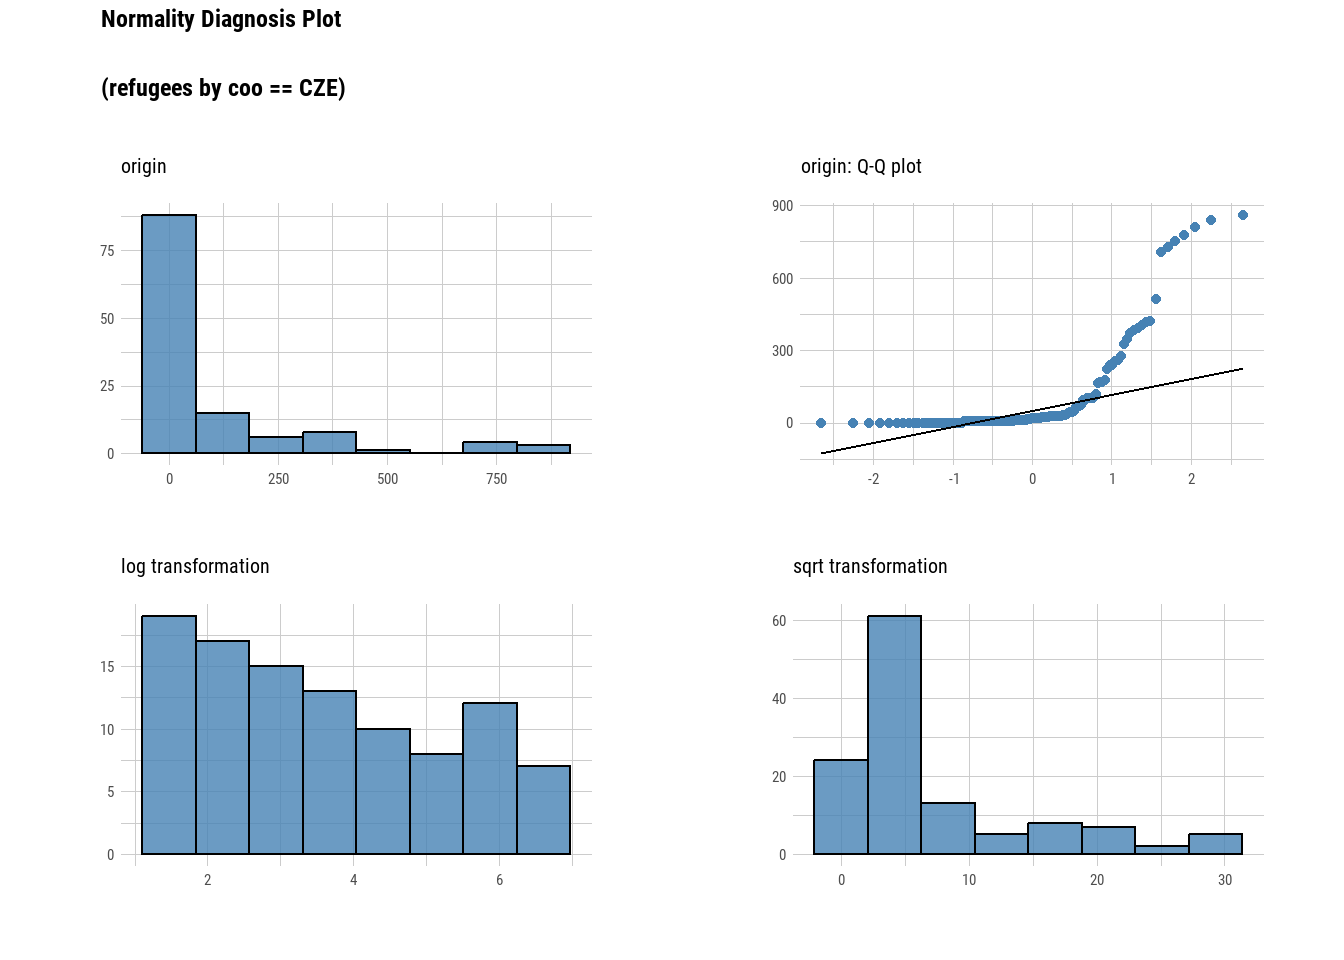 Normality Diagnosis Plot
(refugees by coo == CZE)
origin
75
50
25
0
0 250 500 750
origin: Q-Q plot
900
600
300
0
-2 -1 0 1 2
log transformation
15
10
5
0
2 4 6
sqrt transformation
60
40
20
0
0 10 20 30